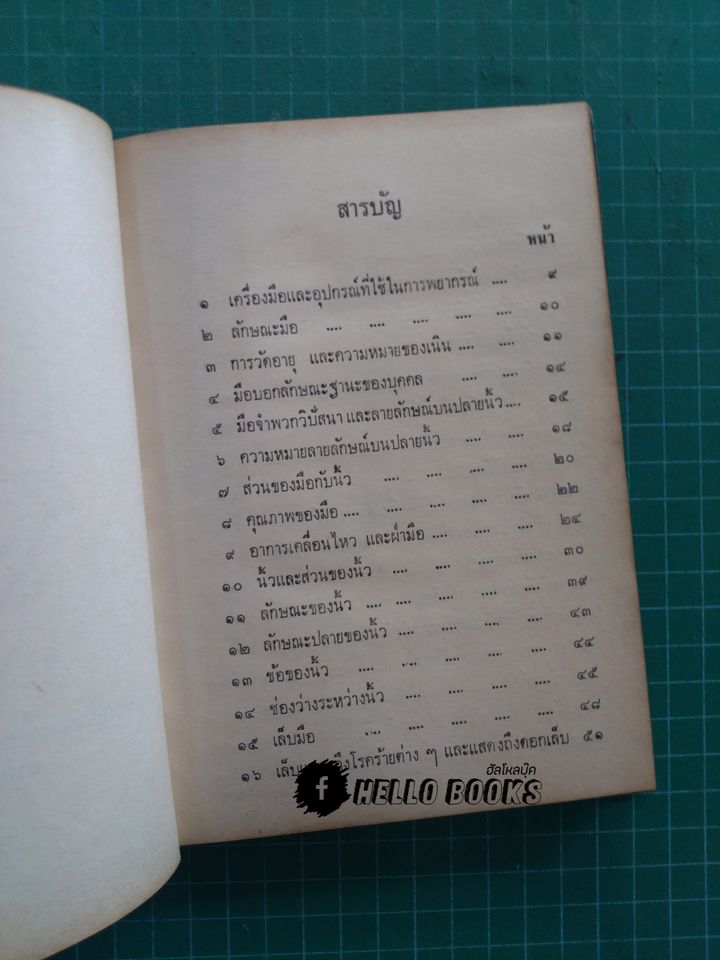 สารบัญ
หน้า
๑ เครื่องมือและอุปกรณ์ที่ใช้ในการพยากรณ์ .... ๙
๒ ลักษณะมือ .... .... .... .... .... ๑๐
๓ การวัดอายุ และความหมายของเนิน .... .... ๑๑
๔ มือบอกลักษณะฐานะของบุคคล .... .... ๑๔
๕ มือจำพวกวิปัสนา และลายลักษณ์บนปลายนิ้ว .... ๑๕
๖ ความหมายลายลักษณ์บนปลายนิ้ว .... .... ๑๘
๗ ส่วนของมือกับนิ้ว .... .... .... .... ๒๐
๘ คุณภาพของมือ .... .... .... .... .... ๒๒
๙ อาการเคลื่อนไหว และฝ่ามือ .... .... .... ๒๔
๑๐ นิ้วและส่วนของนิ้ว .... .... .... .... ๓๐
๑๑ ลักษณะของนิ้ว .... .... .... .... .... ๓๙
๑๒ ลักษณะปลายของนิ้ว .... .... .... .... ๔๓
๑๓ ข้อของนิ้ว .... .... .... .... .... ๔๔
๑๔ ช่องว่างระหว่างนิ้ว .... .... .... .... ๔๕
๑๕ เล็บมือ .... .... .... .... .... ๔๘
๑๖ เล็บ โรคร้ายต่าง ๆ และแสดงถึงดอกเล็บ ๕๑
ฮัลโหลบุ๊ค
f HELLO BOOKS